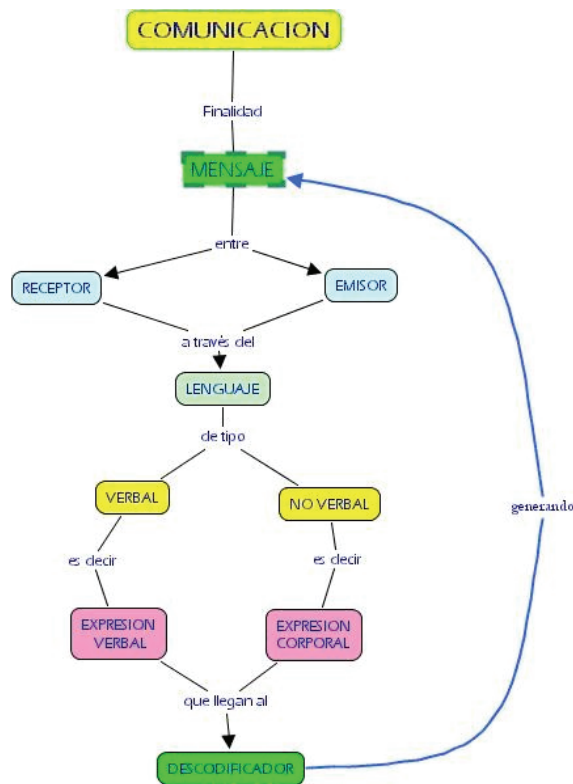 COMUNICACION
Finalidad
MENSAJE
entre
RECEPTOR
EMISOR
a través del
LENGUAJE
de tipo
VERBAL
NO VERBAL
generando
es decir
es decir
EXPRESION
VERBAL
EXPRESION
CORPORAL
que llegan al
DESCODIFICADOR